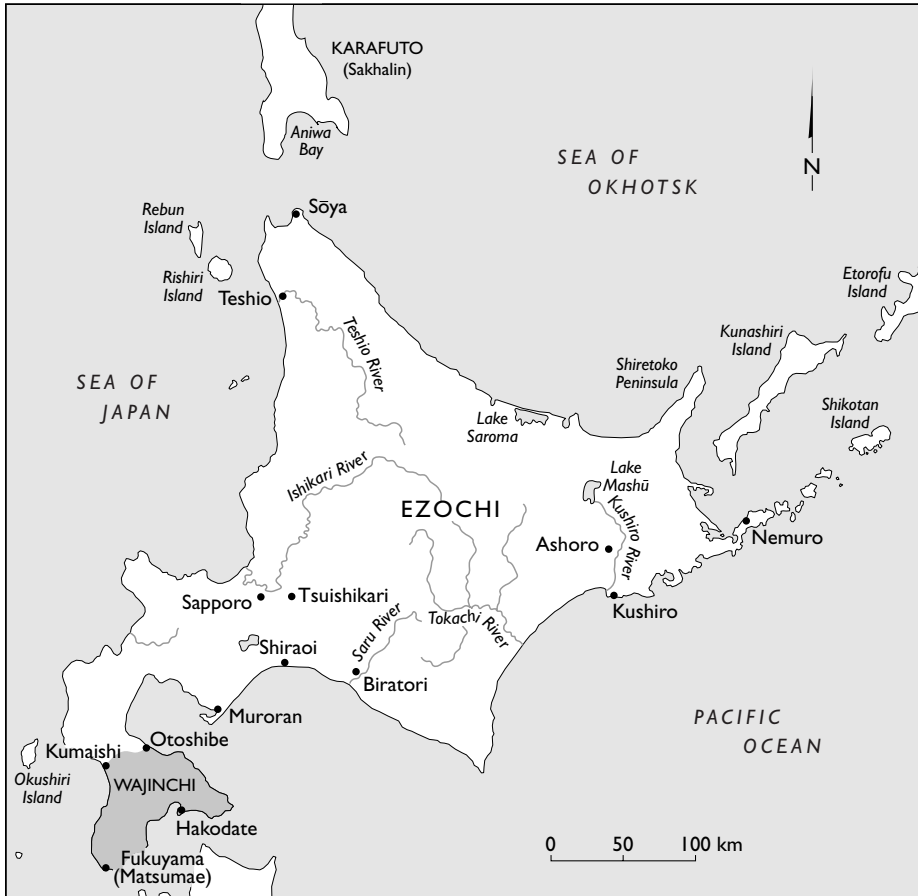 KARAFUTO
(Sakhalin)
Aniwa
Bay
SEA OF
OKHOTSK
N
Rebun
Island
Sōya
Rishiri
Island
Teshio
Etorofu
Island
Teshio River
Kunashiri
Island
Shiretoko
Peninsula
SEA OF
JAPAN
Shikotan
Island
Lake
Saroma
Ishikari River
Lake
Mashū
EZOCHI
Kushiro River
Nemuro
Ashoro
Sapporo
Tsuishikari
Kushiro
Saru River
Tokachi River
Shiraoi
Biratori
Muroran
PACIFIC
OCEAN
Otoshibe
Kumaishi
Okushiri
Island
WAJINCHI
Hakodate
Fukuyama
(Matsumae)
0 50 100 km